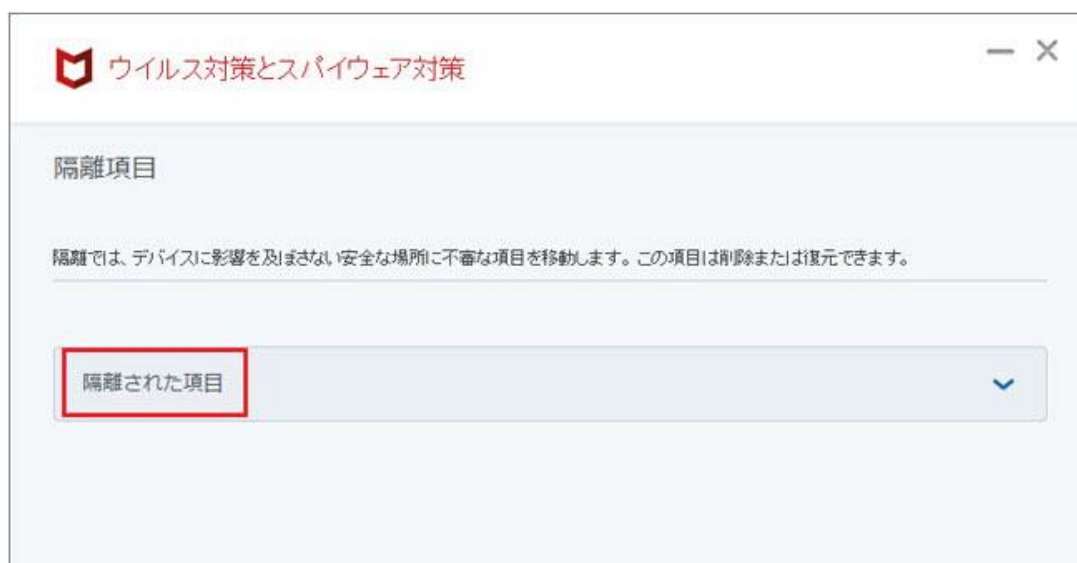 ウイルス対策とスパイウェア対策
隔離項目
隔離では、デバイスに影響を及ぼさない安全な場所に不審な項目を移動します。この項目は削除または復元できます。
隔離された項目